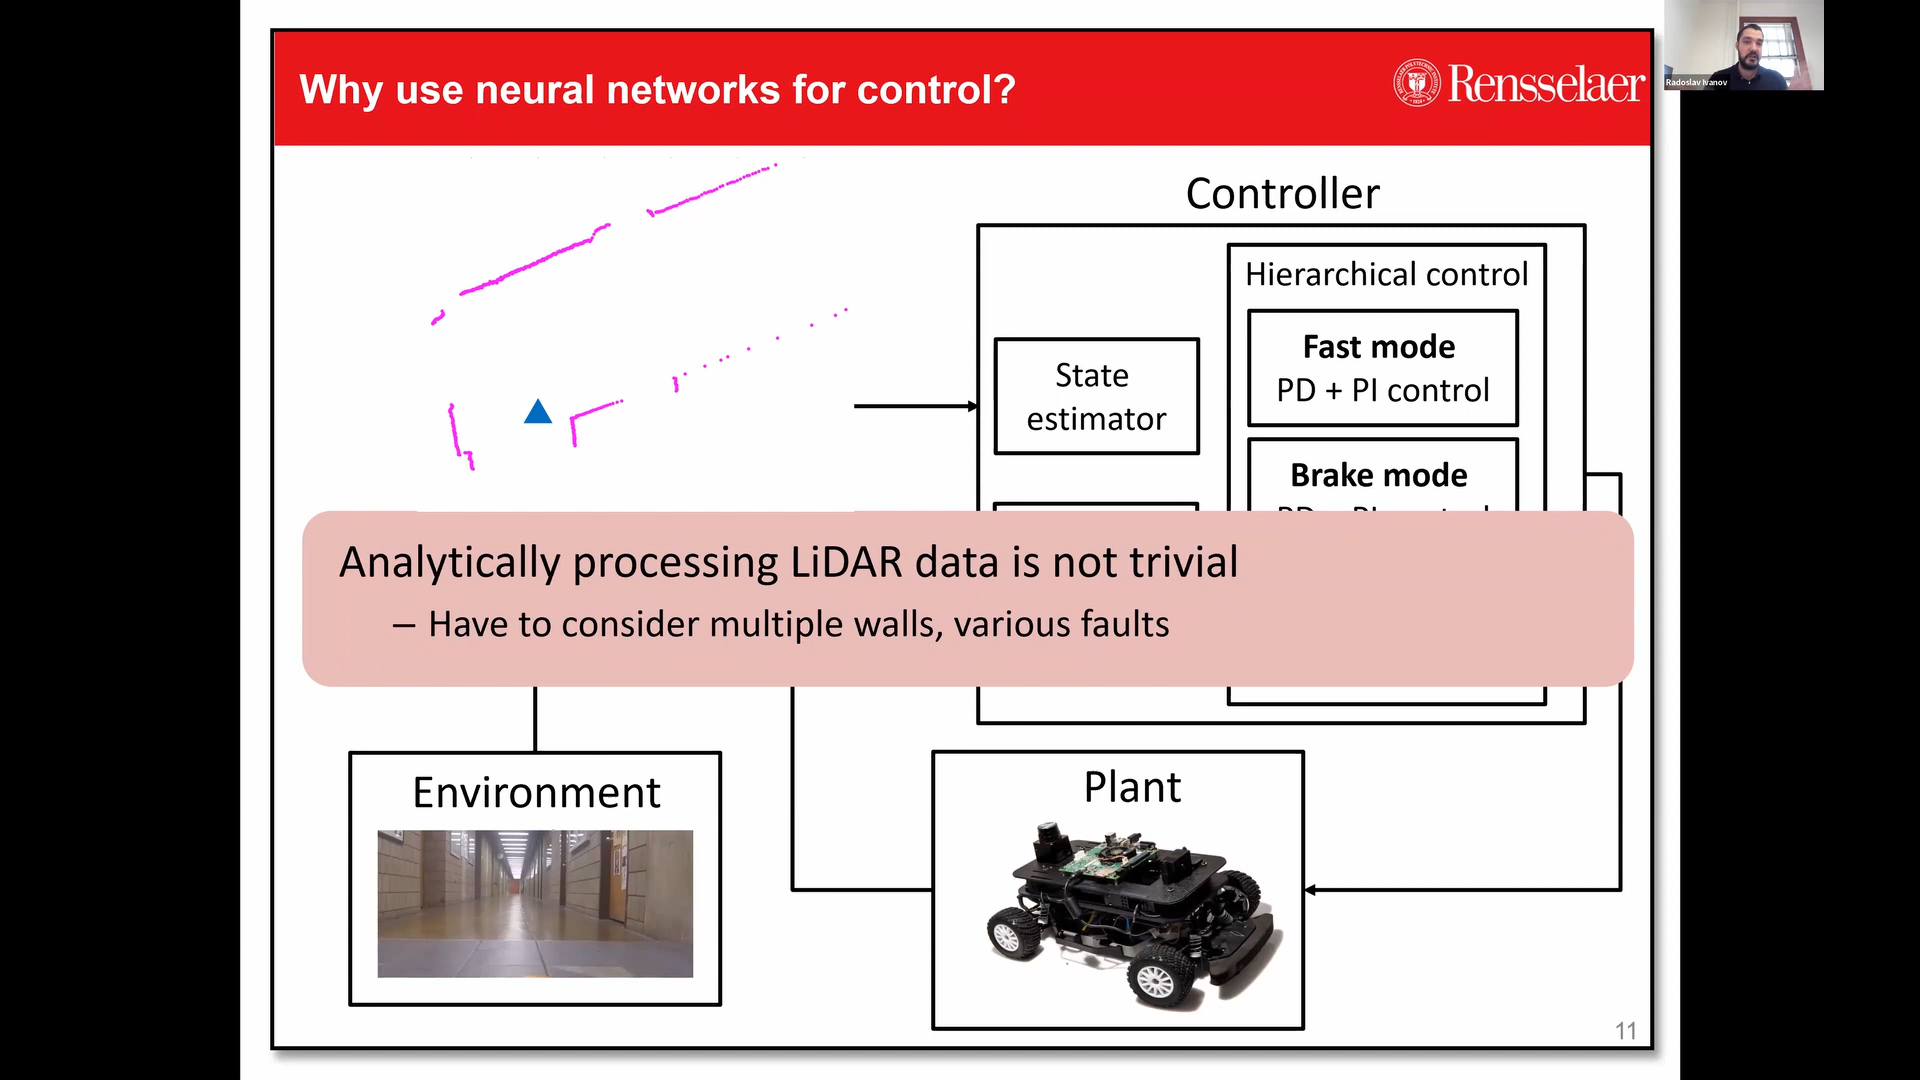 Why use neural networks for control?
Rensselaer
Radoslav Ivanov
Controller
Hierarchical control
Fast mode
PD + PI control
State
estimator
Brake mode
Analytically processing LiDAR data is not trivial
– Have to consider multiple walls, various faults
Environment
Plant
11